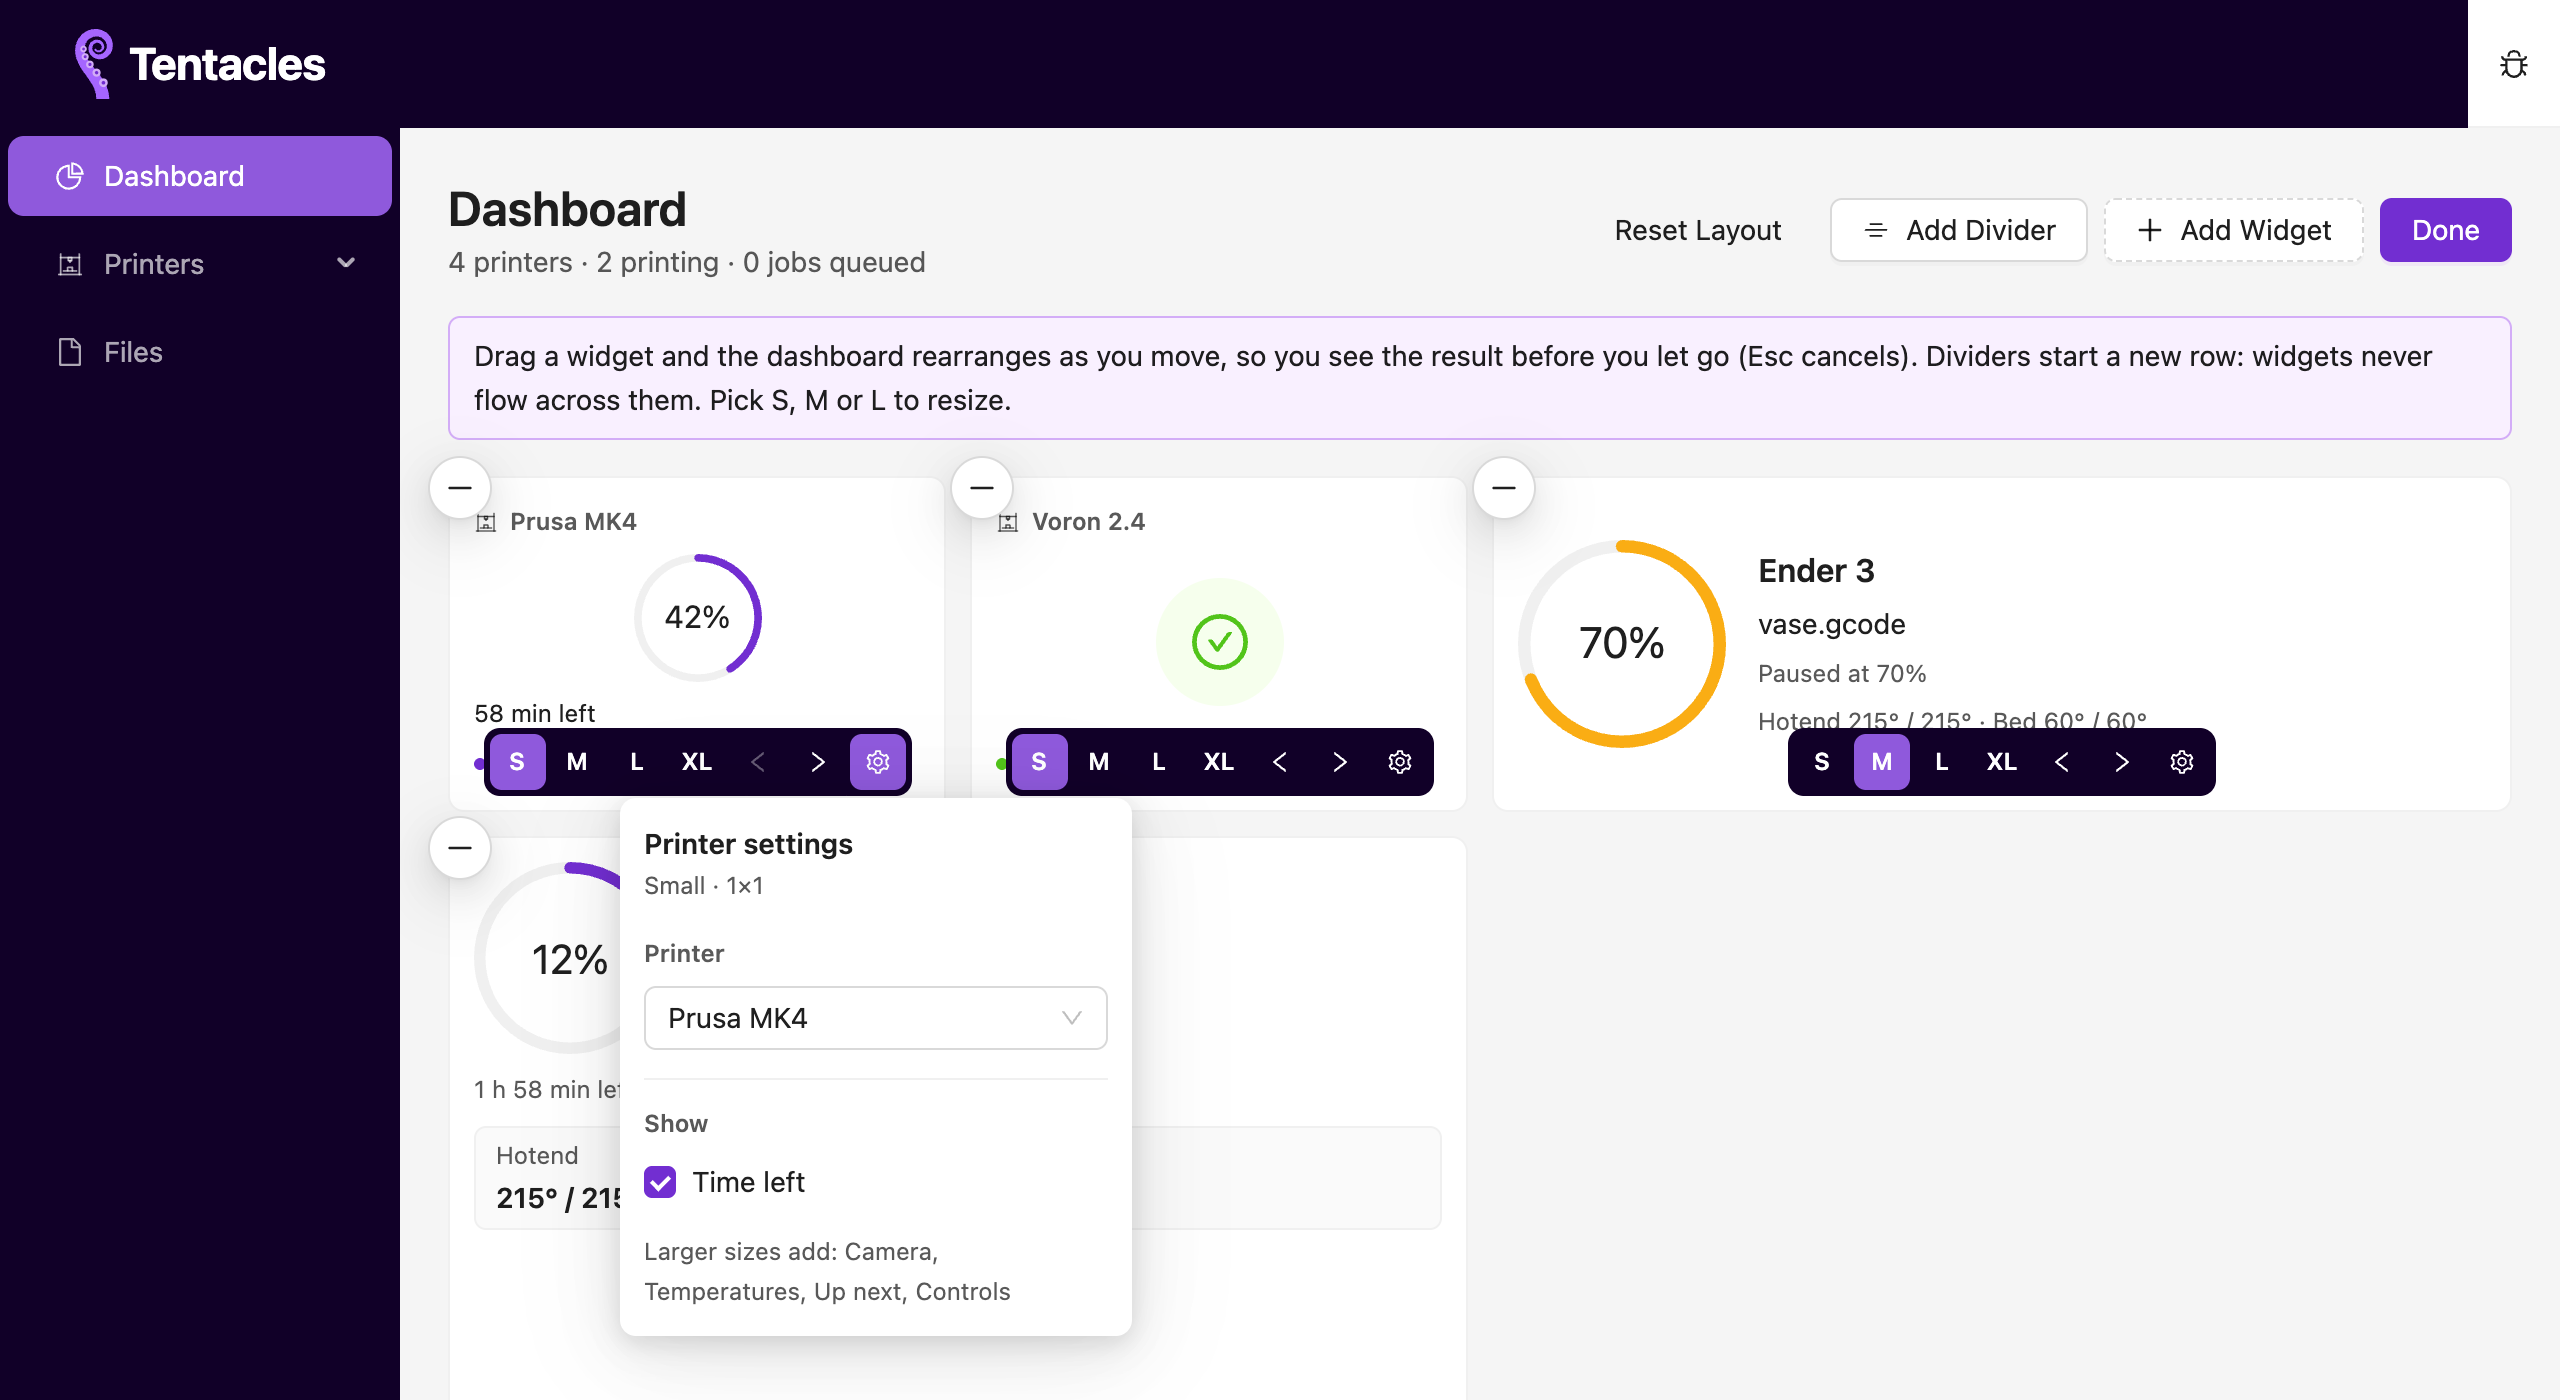 Tentacles
Dashboard
Printers
Files
Dashboard
4 printers · 2 printing · 0 jobs queued
Reset Layout
Add Divider
Add Widget
Done
Drag a widget and the dashboard rearranges as you move, so you see the result before you let go (Esc cancels). Dividers start a new row: widgets never
flow across them. Pick S, M or L to resize.
Prusa MK4
42%
58 min left
S M L XL
Voron 2.4
S M L XL
70%
Ender 3
vase.gcode
Paused at 70%
Hotend 215° / 215° · Bed 60° / 60°
S M L XL
12%
1 h 58 min
Hotend
215° /
Printer settings
Small · 1×1
Printer
Prusa MK4
Show
Time left
Larger sizes add: Camera,
Temperatures, Up next, Controls